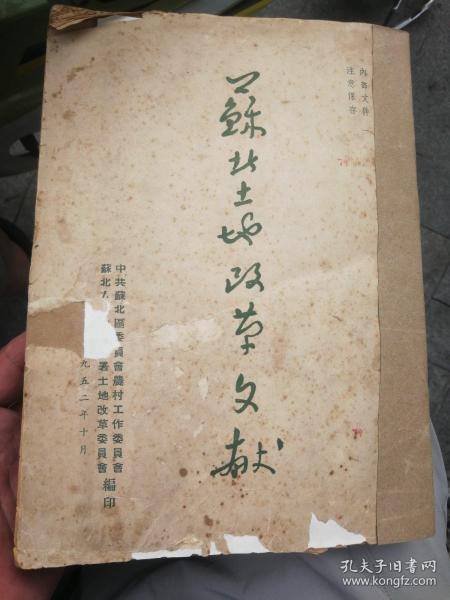 内部文件
注意保存
蘇北土地改革文献
中共蘇北區委員會農村工作委員會
蘇北人 署土地改革委員會 編印
九五二年十月
孔夫子旧书网
www.kongfz.com